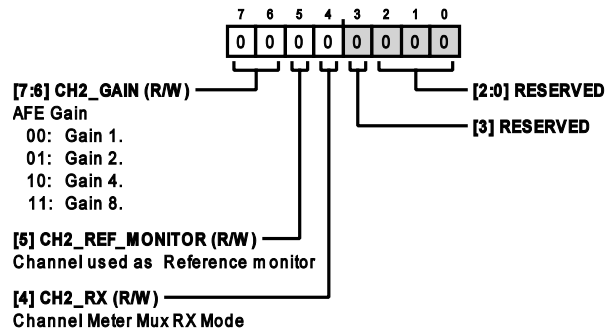 7 6 5 4 3 2 1 0
0 0 0 0 0 0 0 0
[7:6] CH2_GAIN (R/W)
AFE Gain
00: Gain 1.
01: Gain 2.
10: Gain 4.
11: Gain 8.
[5] CH2_REF_MONITOR (R/W)
Channel used as Reference monitor
[4] CH2_RX (R/W)
Channel Meter Mux RX Mode
[2:0] RESERVED
[3] RESERVED